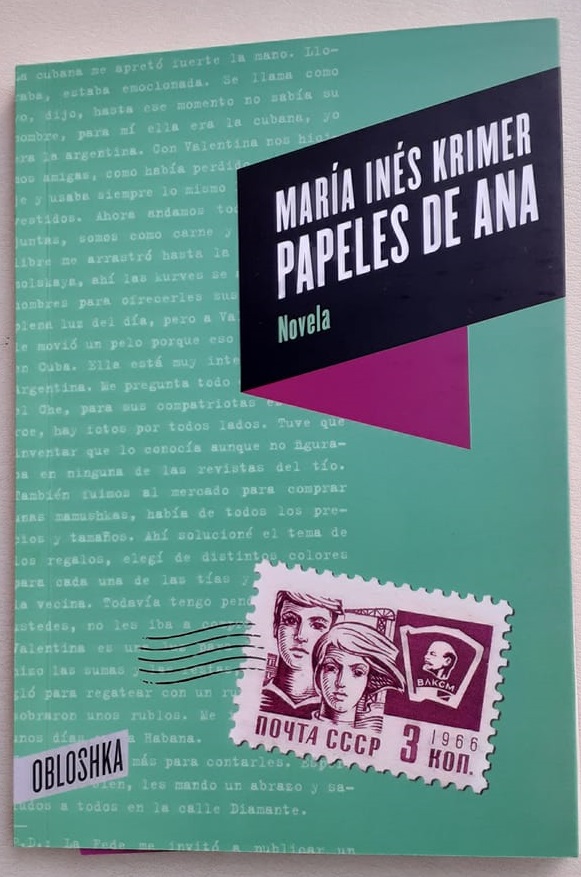 la cubana me apretó fuerte la mano. Llo-
raba, estaba emocionada. Se llama como
yo, dijo, hasta ese momento no sabía su
nombre, para mí ella era la cubana, yo
era la argentina. Con Valentina nos hici-
mos amigas, como había perdido
je y usaba siempre lo mismo
vestidos. Ahora andamos
juntas, somos como carne y
libre me arrastró hasta la
solskaya, ahí las kurves se
hombres para ofrecerles sus
plena luz del día, pero a
le movió un pelo porque eso
en Cuba. Ella está muy
Argentina. Me pregunta todo
el Che, para sus compatriotas
roe, hay fotos por todos lados. Tuve que
inventar que lo conocía aunque no figura-
ba en ninguna de las revistas del tío.
También fuimos al mercado para comprar
unas mamushkas, había de todos los pre-
cios y tamaños. Ahí solucioné el tema de
los regalos, elegí de distintos colores
para cada una de las tías y
la vecina. Todavía tengo
ustedes, no les iba a
Valentina es una
hizo las sumas y las restas
gló para regatear con un
sobraron unos rublos. Me
unos días a Habana.
más para contarles.
bien, les mando un abrazo y sa-
ludos a todos en la calle Diamante.
P.D.: La Fede me invitó a publicar un
MARÍA INÉS KRIMER
PAPELES DE ANA
Novela
ВЛКСМ
ПОЧТА СССР
3 КОП.
1966
OBLOSHKA